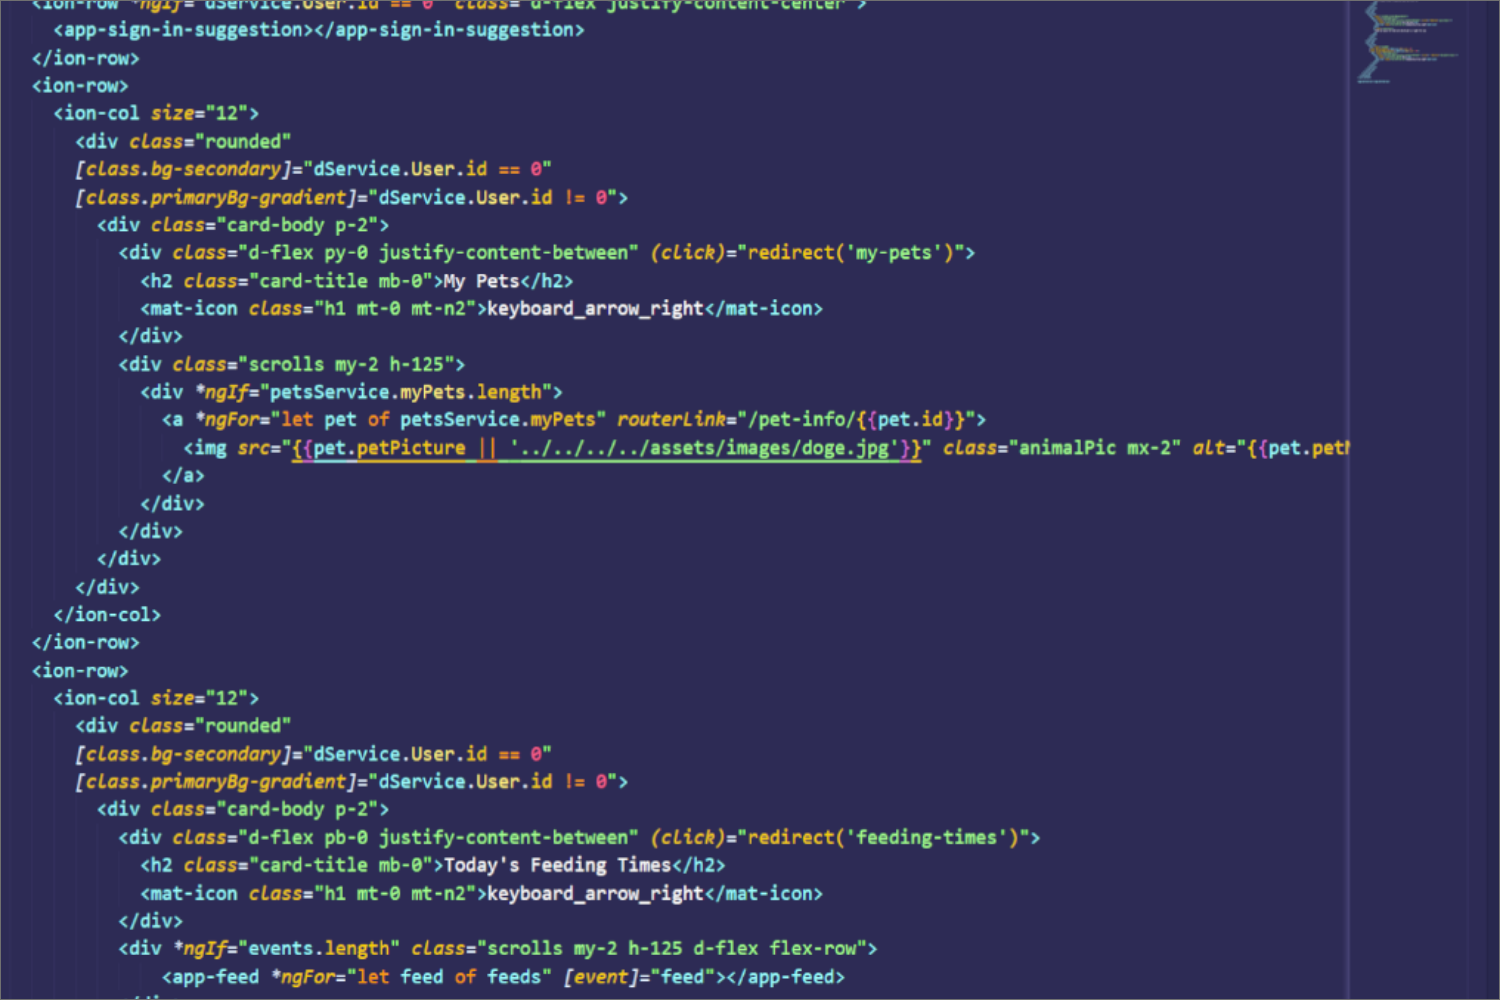 <ion-row *ngIf="dService.User.id == 0" class="d-flex justify-content-center">
<app-sign-in-suggestion></app-sign-in-suggestion>
</ion-row>
<ion-row>
<ion-col size="12">
<div class="rounded"
[class.bg-secondary]="dService.User.id == 0"
[class.primaryBg-gradient]="dService.User.id != 0">
<div class="card-body p-2">
<div class="d-flex py-0 justify-content-between" (click)="redirect('my-pets')">
<h2 class="card-title mb-0">My Pets</h2>
<mat-icon class="h1 mt-0 mt-n2">keyboard_arrow_right</mat-icon>
</div>
<div class="scrolls my-2 h-125">
<div *ngIf="petsService.myPets.length">
<a *ngFor="let pet of petsService.myPets" routerLink="/pet-info/{{pet.id}}">
<img src="{{pet.petPicture || '../../../../assets/images/doge.jpg'}}" class="animalPic mx-2" alt="{{pet.pet
</a>
</div>
</div>
</div>
</div>
</ion-col>
</ion-row>
<ion-row>
<ion-col size="12">
<div class="rounded"
[class.bg-secondary]="dService.User.id == 0"
[class.primaryBg-gradient]="dService.User.id != 0">
<div class="card-body p-2">
<div class="d-flex pb-0 justify-content-between" (click)="redirect('feeding-times')">
<h2 class="card-title mb-0">Today's Feeding Times</h2>
<mat-icon class="h1 mt-0 mt-n2">keyboard_arrow_right</mat-icon>
</div>
<div *ngIf="events.length" class="scrolls my-2 h-125 d-flex flex-row">
<app-feed *ngFor="let feed of feeds" [event]="feed"></app-feed>